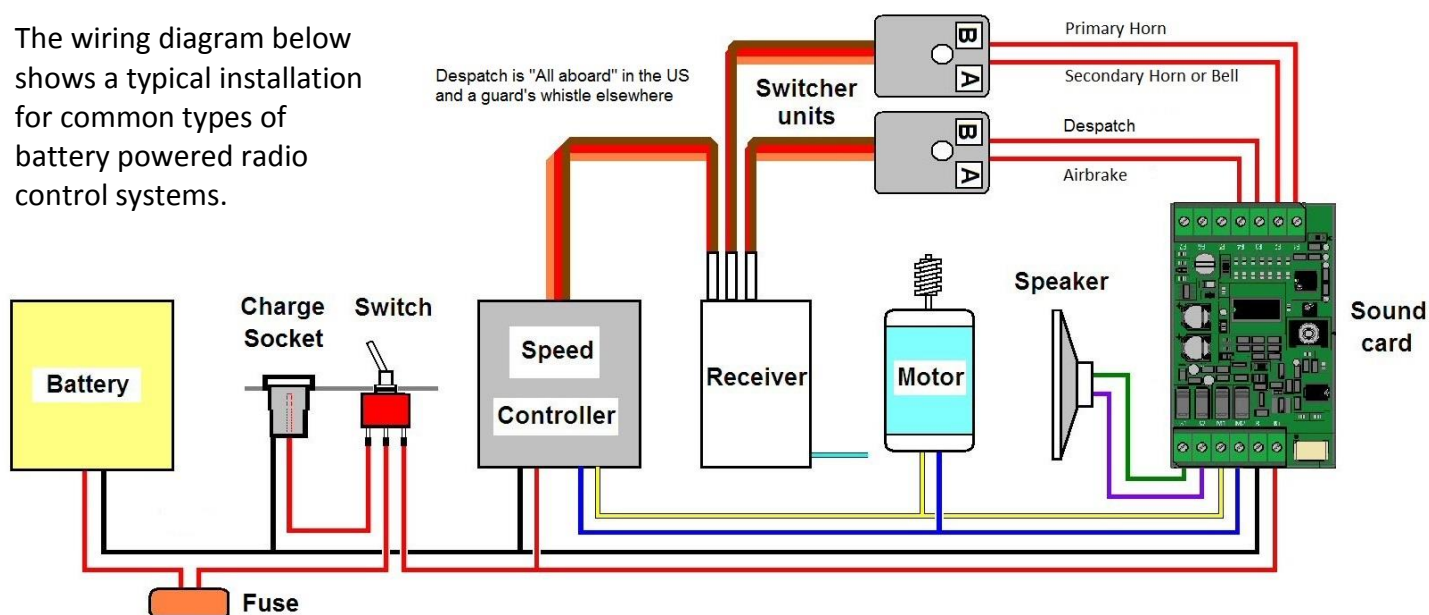 The wiring diagram below
shows a typical installation
for common types of
battery powered radio
control systems.
Despatch is "All aboard" in the US
and a guard's whistle elsewhere
Switcher
units
B
A
B
A
Primary Horn
Secondary Horn or Bell
Despatch
Airbrake
Battery
Charge
Socket
Switch
Speed
Controller
Receiver
Motor
Speaker
Sound
card
Fuse